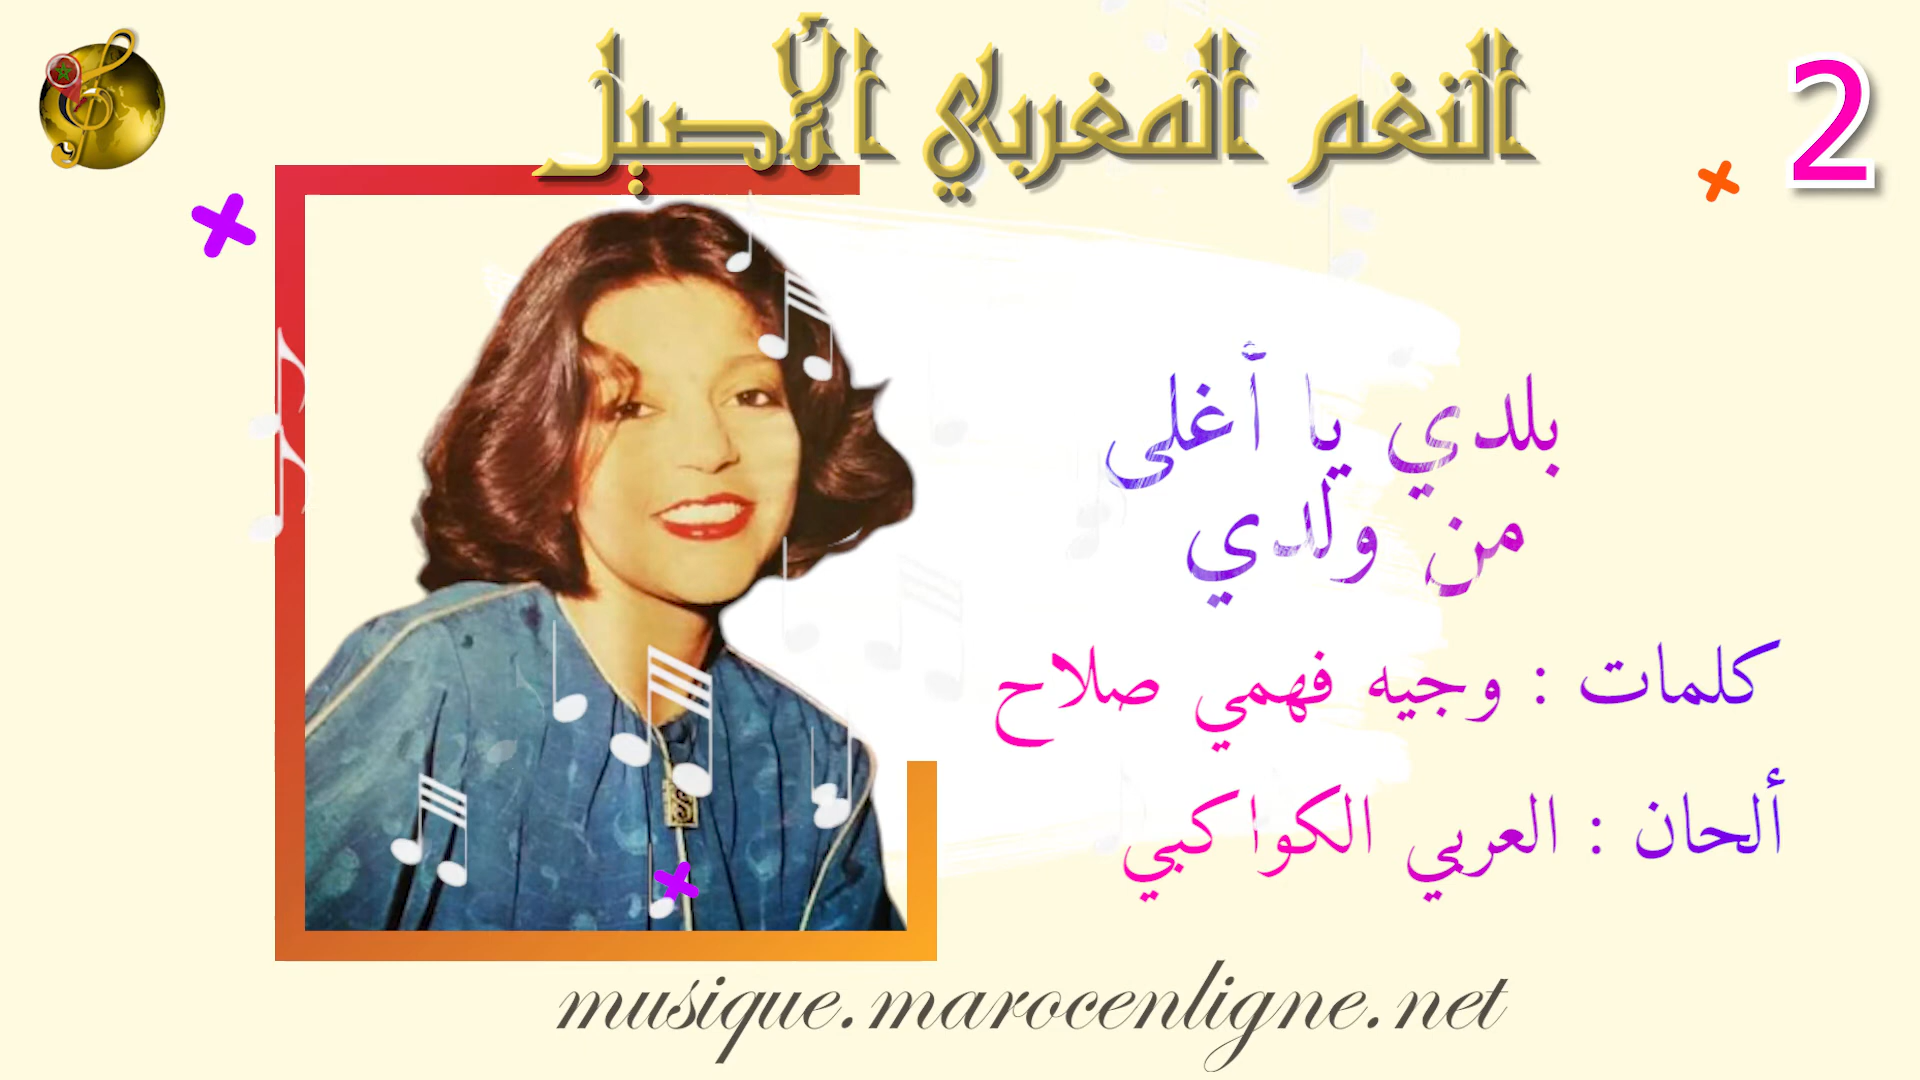 النغم المغربي الأصيل
2
بلدي يا أغلى
من ولدي
كلمات : وجيه فهمي صلاح
ألحان : العربي الكواكبي
musique.marocenligne.net